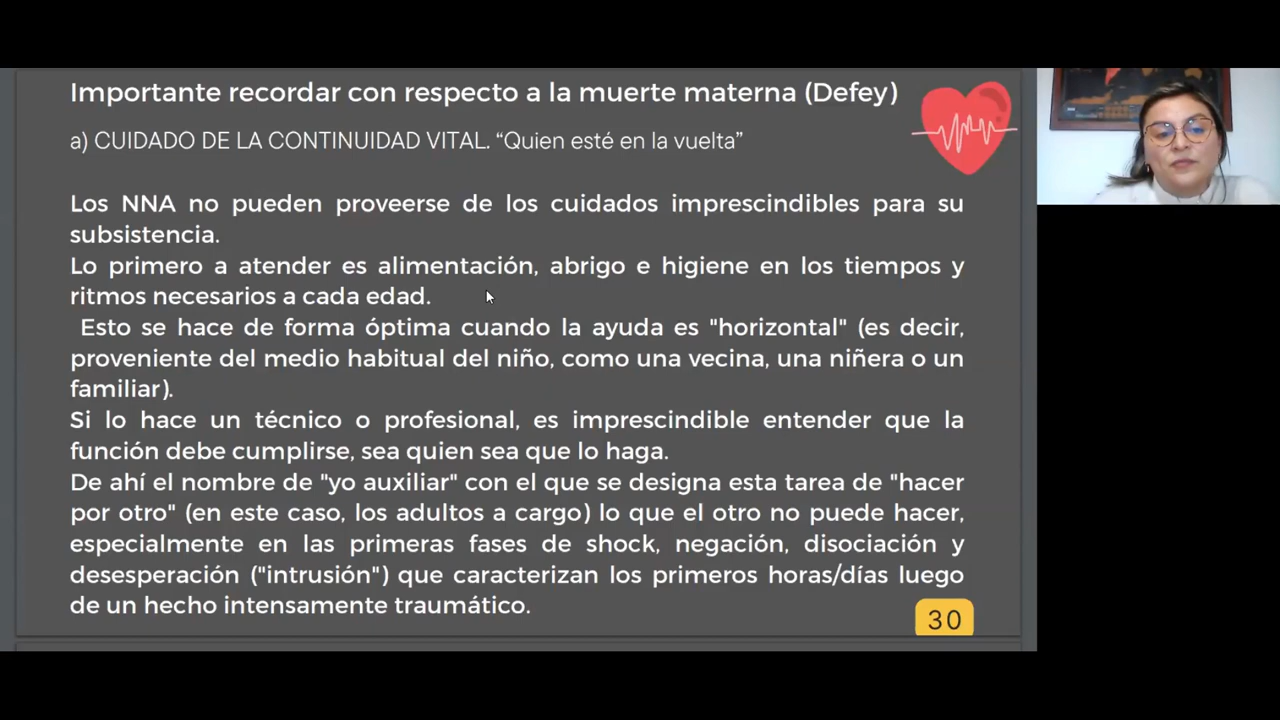 Importante recordar con respecto a la muerte materna (Defey)
a) CUIDADO DE LA CONTINUIDAD VITAL. “Quien esté en la vuelta”
Los NNA no pueden proveerse de los cuidados imprescindibles para su
subsistencia.
Lo primero a atender es alimentación, abrigo e higiene en los tiempos y
ritmos necesarios a cada edad.
Esto se hace de forma óptima cuando la ayuda es "horizontal" (es decir,
proveniente del medio habitual del niño, como una vecina, una niñera o un
familiar).
Si lo hace un técnico o profesional, es imprescindible entender que la
función debe cumplirse, sea quien sea que lo haga.
De ahí el nombre de "yo auxiliar" con el que se designa esta tarea de "hacer
por otro" (en este caso, los adultos a cargo) lo que el otro no puede hacer,
especialmente en las primeras fases de shock, negación, disociación y
desesperación ("intrusión") que caracterizan los primeros horas/días luego
de un hecho intensamente traumático.
30